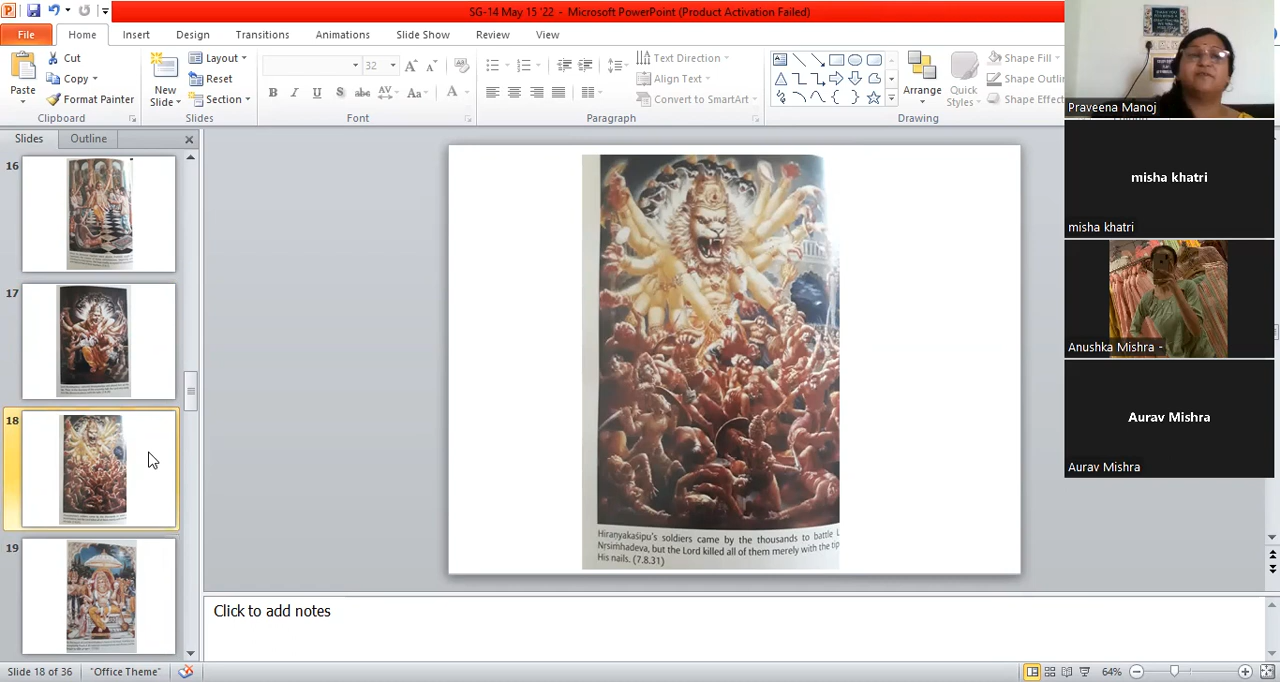 SG-14 May 15 '22 - Microsoft PowerPoint (Product Activation Failed)
File Home Insert Design Transitions Animations Slide Show Review View
Paste
Cut
Copy
Format Painter
Clipboard
New
Slide
Layout
Reset
Section
Slides
32
Font
Text Direction
Align Text
Convert to SmartArt
Paragraph
Arrange
Quick
Styles
Shape Fill
Shape Outli
Shape Effect
Drawing
Slides Outline
16
17
18
19
Hiraṇyakaśipu's soldiers came by the thousands to battle L
Nṛsiṁhadeva, but the Lord killed all of them merely with the tip
His nails. (7.8.31)
Click to add notes
Slide 18 of 36 "Office Theme" 64%
Praveena Manoj
misha khatri
misha khatri
Anushka Mishra -
Aurav Mishra
Aurav Mishra